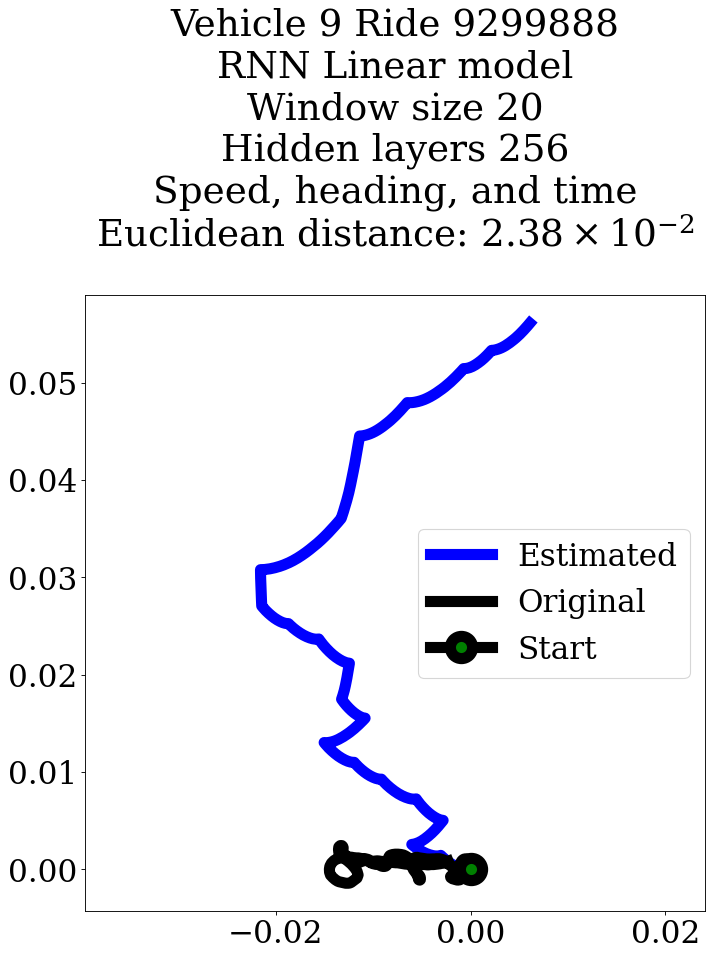 Vehicle 9 Ride 9299888
RNN Linear model
Window size 20
Hidden layers 256
Speed, heading, and time
Euclidean distance: 2.38 × 10⁻²
0.05
0.04
0.03
0.02
0.01
0.00
Estimated
Original
Start
−0.02 0.00 0.02